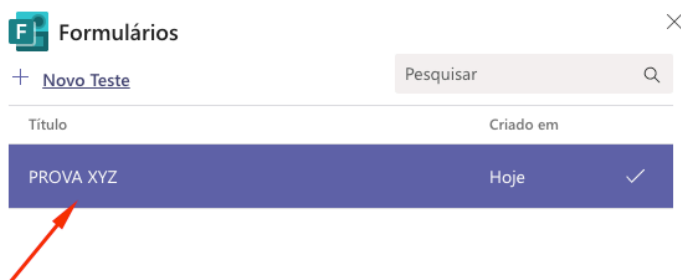 F Formulários
+ Novo Teste
Pesquisar
Título Criado em
PROVA XYZ Hoje